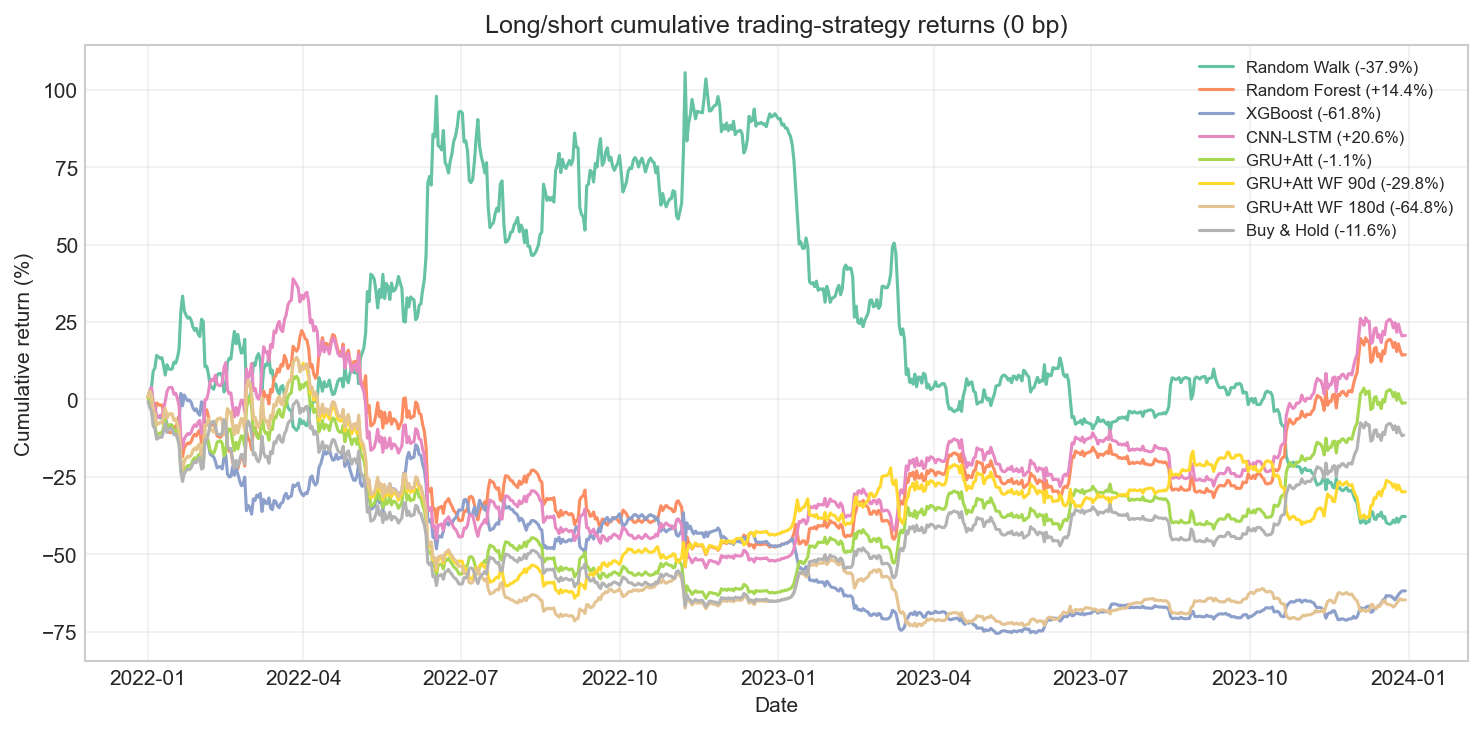 Long/short cumulative trading-strategy returns (0 bp)
Random Walk (-37.9%)
Random Forest (+14.4%)
XGBoost (-61.8%)
CNN-LSTM (+20.6%)
GRU+Att (-1.1%)
GRU+Att WF 90d (-29.8%)
GRU+Att WF 180d (-64.8%)
Buy & Hold (-11.6%)
Cumulative return (%)
100
75
50
25
0
−25
−50
−75
2022-01
2022-04
2022-07
2022-10
2023-01
2023-04
2023-07
2023-10
2024-01
Date